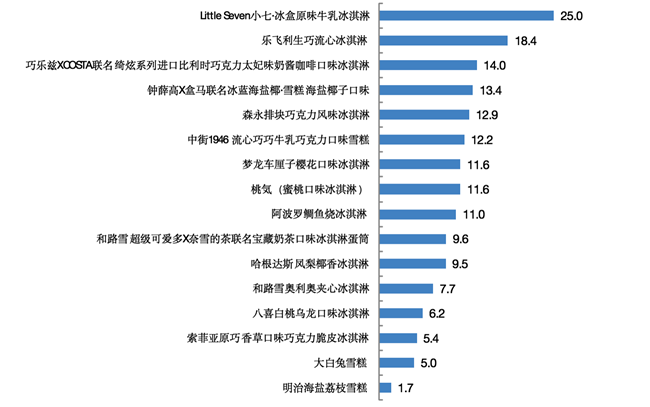 Little Seven小七·冰盒原味牛乳冰淇淋 25.0
乐飞利生巧流心冰淇淋 18.4
巧乐兹XCOSTA联名 绮炫系列进口比利时巧克力太妃味奶酱咖啡口味冰淇淋 14.0
钟薛高X盒马联名冰蓝海盐椰·雪糕 海盐椰子口味 13.4
森永排块巧克力风味冰淇淋 12.9
中街1946 流心巧巧牛乳巧克力口味雪糕 12.2
梦龙车厘子樱花口味冰淇淋 11.6
桃気（蜜桃口味冰淇淋） 11.6
阿波罗鲷鱼烧冰淇淋 11.0
和路雪 超级可爱多X奈雪的茶联名宝藏奶茶口味冰淇淋蛋筒 9.6
哈根达斯 凤梨椰香冰淇淋 9.5
和路雪奥利奥夹心冰淇淋 7.7
八喜白桃乌龙口味冰淇淋 6.2
索菲亚原巧 香草口味巧克力脆皮冰淇淋 5.4
大白兔雪糕 5.0
明治海盐荔枝雪糕 1.7